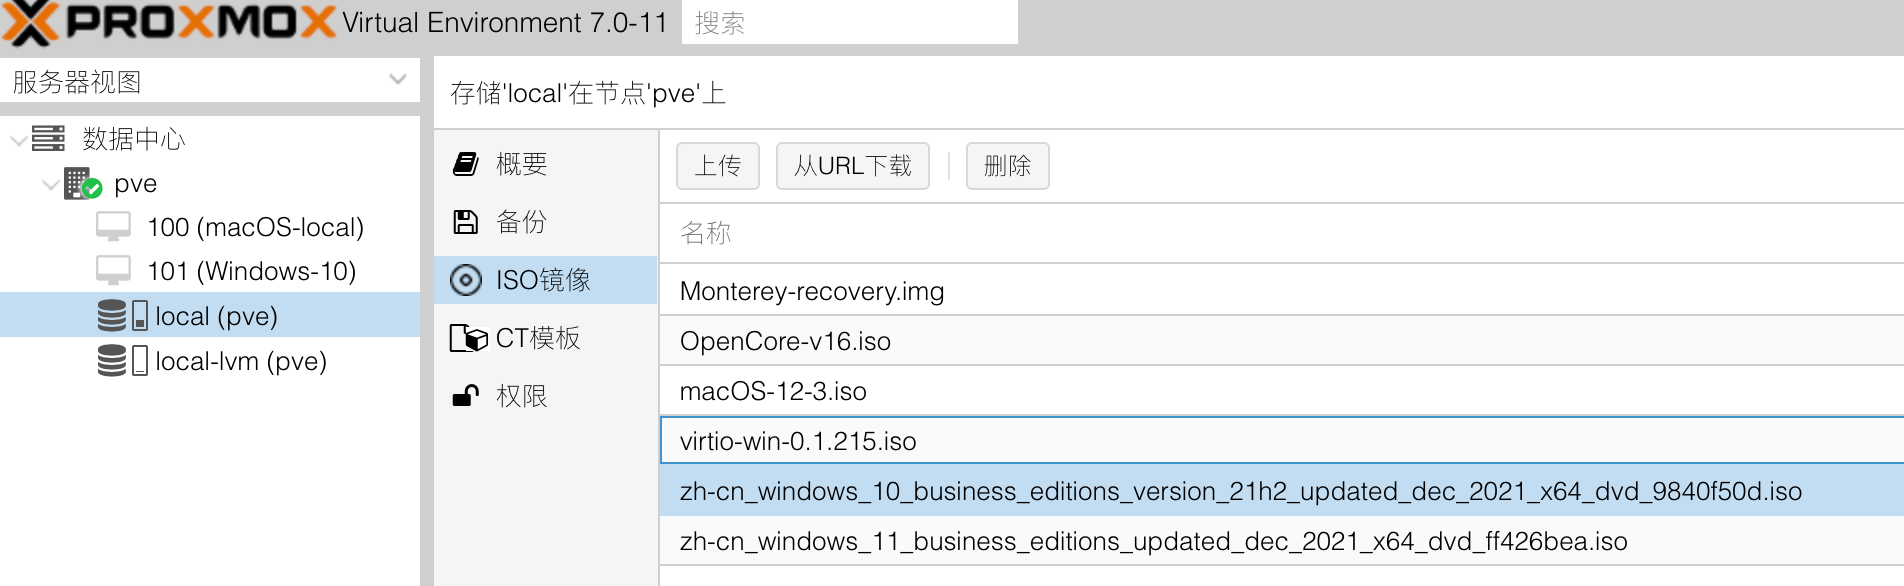 PROXMOX Virtual Environment 7.0-11 搜索
服务器视图
数据中心
pve
100 (macOS-local)
101 (Windows-10)
local (pve)
local-lvm (pve)
存储'local'在节点'pve'上
概要
备份
ISO镜像
CT模板
权限
上传 从URL下载 删除
名称
Monterey-recovery.img
OpenCore-v16.iso
macOS-12-3.iso
virtio-win-0.1.215.iso
zh-cn_windows_10_business_editions_version_21h2_updated_dec_2021_x64_dvd_9840f50d.iso
zh-cn_windows_11_business_editions_updated_dec_2021_x64_dvd_ff426bea.iso